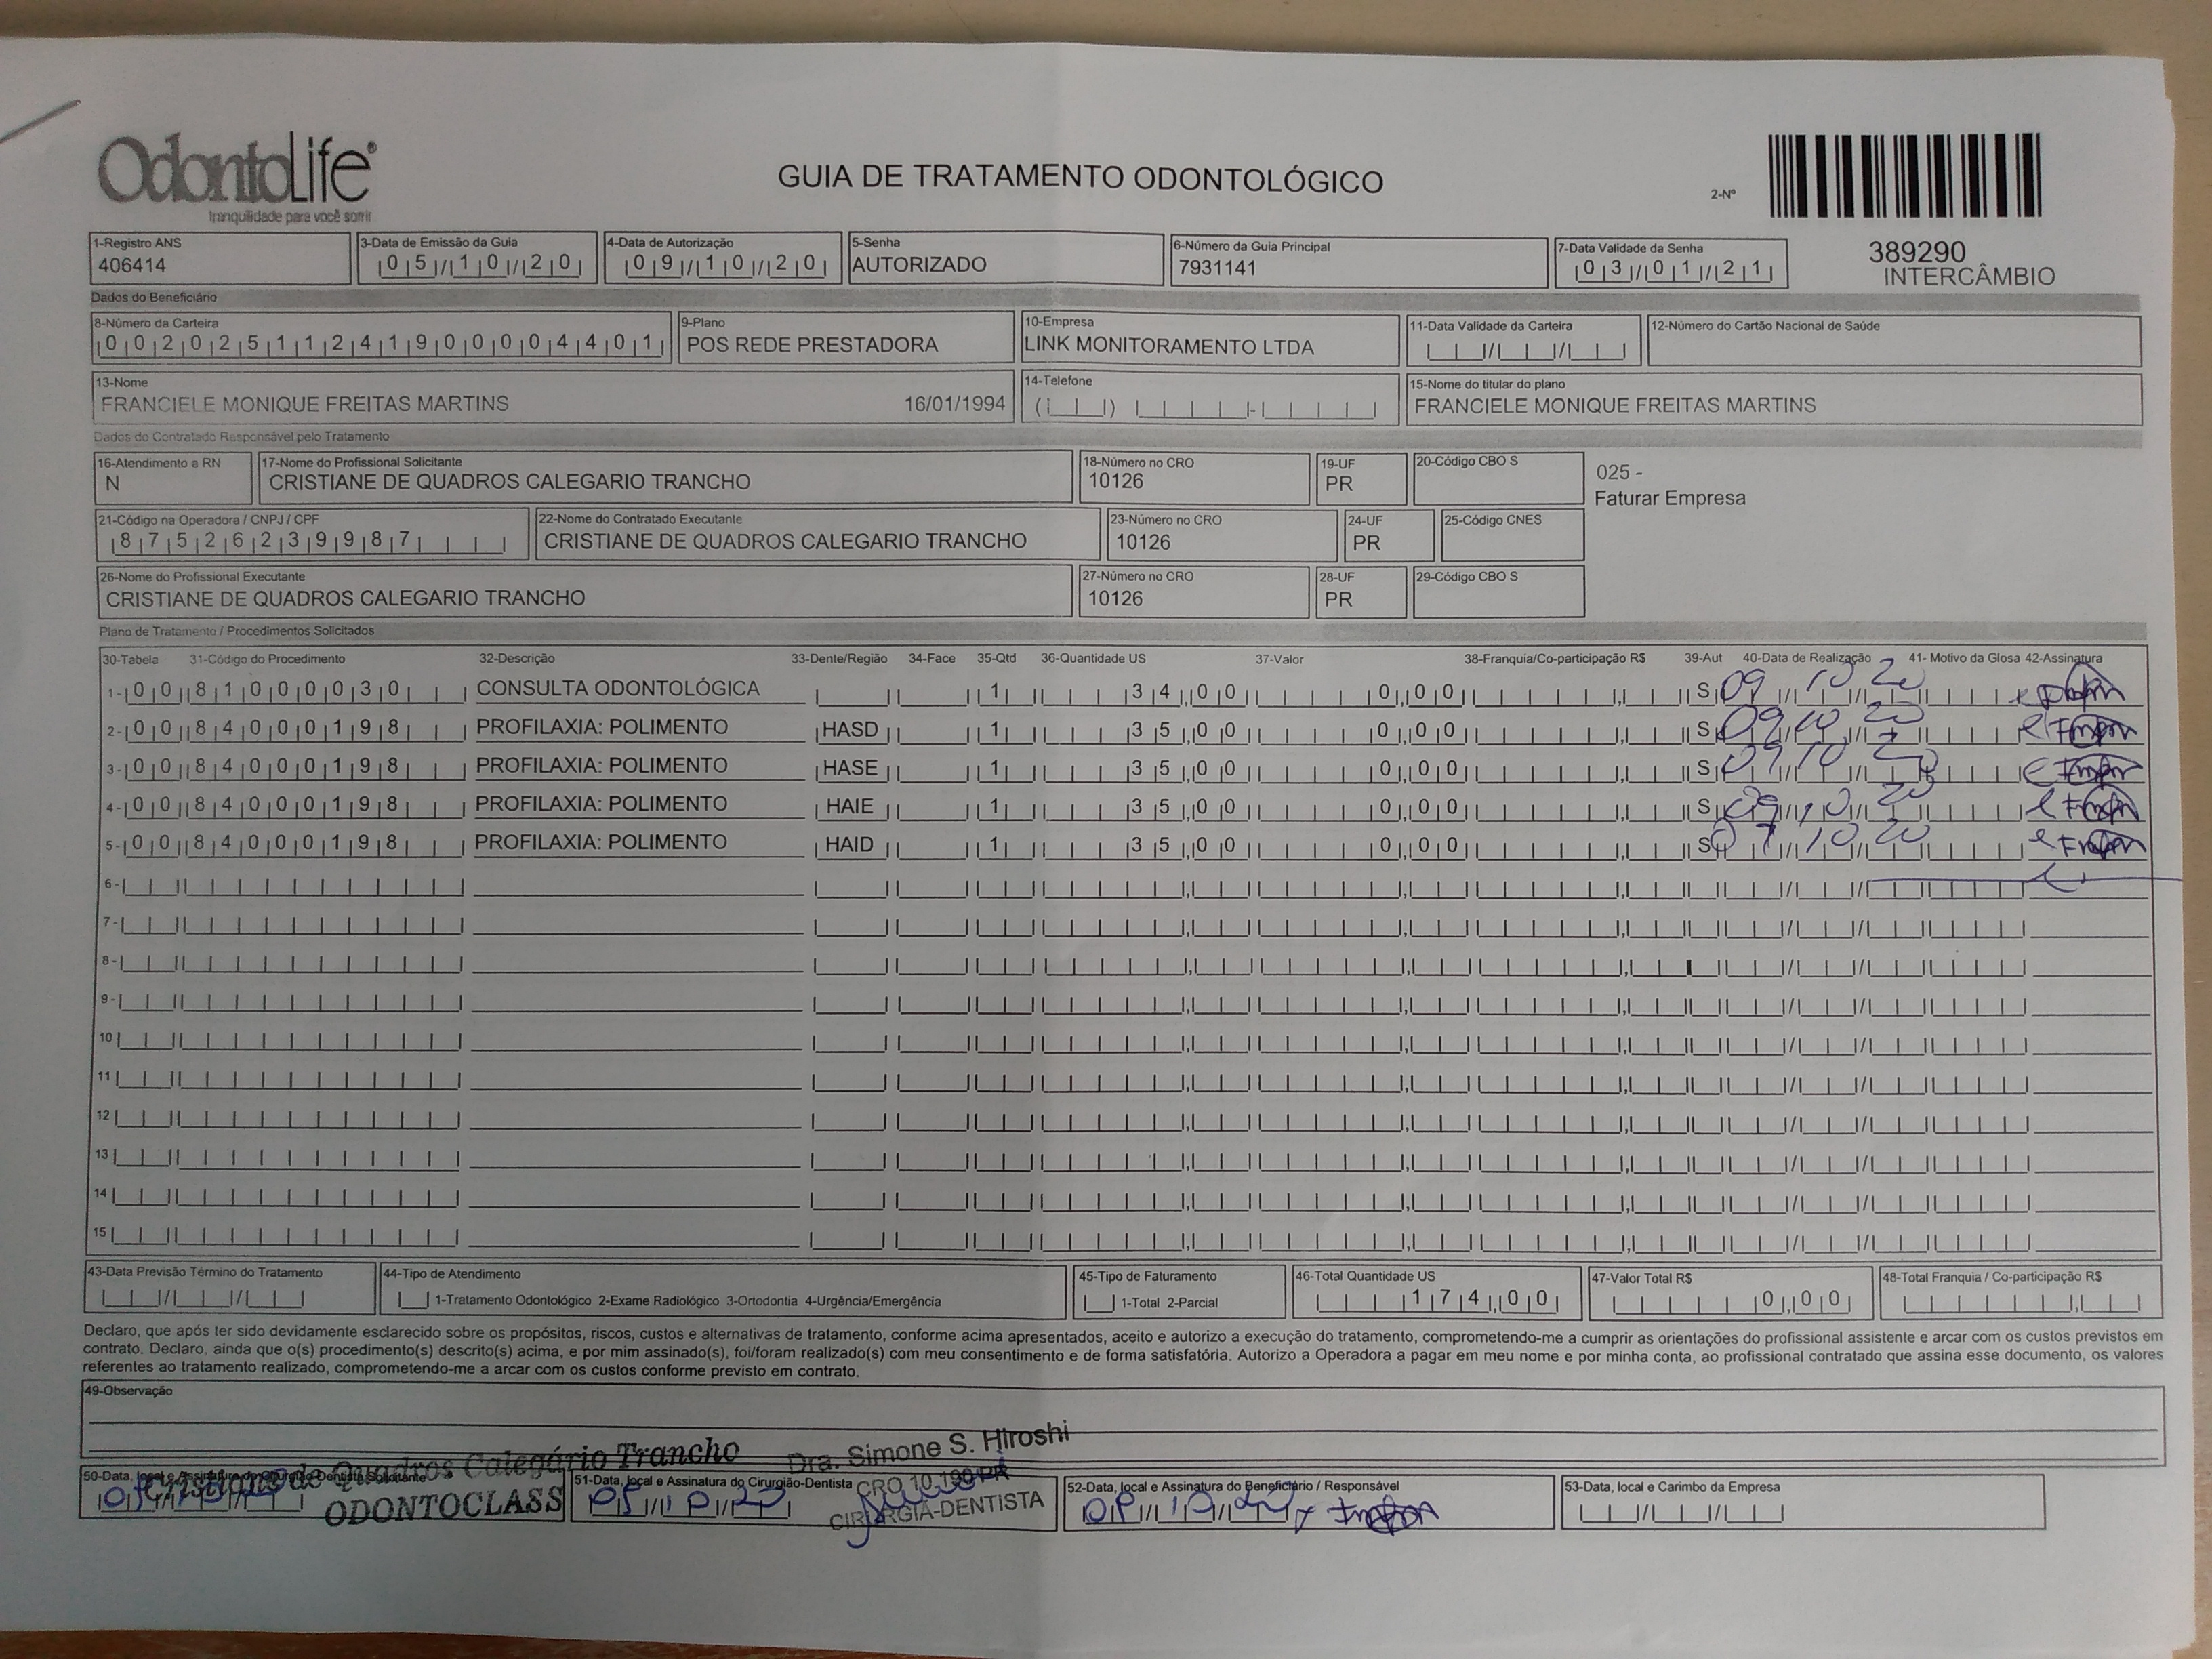 OdontoLife®
tranquilidade para você sorrir
GUIA DE TRATAMENTO ODONTOLÓGICO
2-Nº
389290
INTERCÂMBIO
1-Registro ANS
406414
3-Data de Emissão da Guia
05/10/20
4-Data de Autorização
09/10/20
5-Senha
AUTORIZADO
6-Número da Guia Principal
7931141
7-Data Validade da Senha
03/01/21
Dados do Beneficiário
8-Número da Carteira
00202511241900004401
9-Plano
POS REDE PRESTADORA
10-Empresa
LINK MONITORAMENTO LTDA
11-Data Validade da Carteira
12-Número do Cartão Nacional de Saúde
13-Nome
FRANCIELE MONIQUE FREITAS MARTINS 16/01/1994
14-Telefone
15-Nome do titular do plano
FRANCIELE MONIQUE FREITAS MARTINS
Dados do Contratado Responsável pelo Tratamento
16-Atendimento a RN
N
17-Nome do Profissional Solicitante
CRISTIANE DE QUADROS CALEGARIO TRANCHO
18-Número no CRO
10126
19-UF
PR
20-Código CBO S
025 -
Faturar Empresa
21-Código na Operadora / CNPJ / CPF
87526239987
22-Nome do Contratado Executante
CRISTIANE DE QUADROS CALEGARIO TRANCHO
23-Número no CRO
10126
24-UF
PR
25-Código CNES
26-Nome do Profissional Executante
CRISTIANE DE QUADROS CALEGARIO TRANCHO
27-Número no CRO
10126
28-UF
PR
29-Código CBO S
Plano de Tratamento / Procedimentos Solicitados
30-Tabela 31-Código do Procedimento 32-Descrição 33-Dente/Região 34-Face 35-Qtd 36-Quantidade US 37-Valor 38-Franquia/Co-participação R$ 39-Aut 40-Data de Realização 41- Motivo da Glosa 42-Assinatura
1- 00 81000030 CONSULTA ODONTOLÓGICA 1 34,00 0,00 S 09 10 20
2- 00 84000198 PROFILAXIA: POLIMENTO HASD 1 35,00 0,00 S 09 10 20
3- 00 84000198 PROFILAXIA: POLIMENTO HASE 1 35,00 0,00 S 09 10 20
4- 00 84000198 PROFILAXIA: POLIMENTO HAIE 1 35,00 0,00 S 09 10 20
5- 00 84000198 PROFILAXIA: POLIMENTO HAID 1 35,00 0,00 S 10 20
6-
7-
8-
9-
10
11
12
13
14
15
43-Data Previsão Término do Tratamento
44-Tipo de Atendimento
1-Tratamento Odontológico 2-Exame Radiológico 3-Ortodontia 4-Urgência/Emergência
45-Tipo de Faturamento
1-Total 2-Parcial
46-Total Quantidade US
174,00
47-Valor Total R$
0,00
48-Total Franquia / Co-participação R$
Declaro, que após ter sido devidamente esclarecido sobre os propósitos, riscos, custos e alternativas de tratamento, conforme acima apresentados, aceito e autorizo a execução do tratamento, comprometendo-me a cumprir as orientações do profissional assistente e arcar com os custos previstos em
contrato. Declaro, ainda que o(s) procedimento(s) descrito(s) acima, e por mim assinado(s), foi/foram realizado(s) com meu consentimento e de forma satisfatória. Autorizo a Operadora a pagar em meu nome e por minha conta, ao profissional contratado que assina esse documento, os valores
referentes ao tratamento realizado, comprometendo-me a arcar com os custos conforme previsto em contrato.
49-Observação
50-Data, local e Assinatura do Cirurgião-Dentista Solicitante
Cristiane de Quadros Calegário Trancho
ODONTOCLASS
51-Data, local e Assinatura do Cirurgião-Dentista
Dra. Simone S. Hiroshi
CRO 10.190 PR
CIRURGIÃ-DENTISTA
52-Data, local e Assinatura do Beneficiário / Responsável
53-Data, local e Carimbo da Empresa